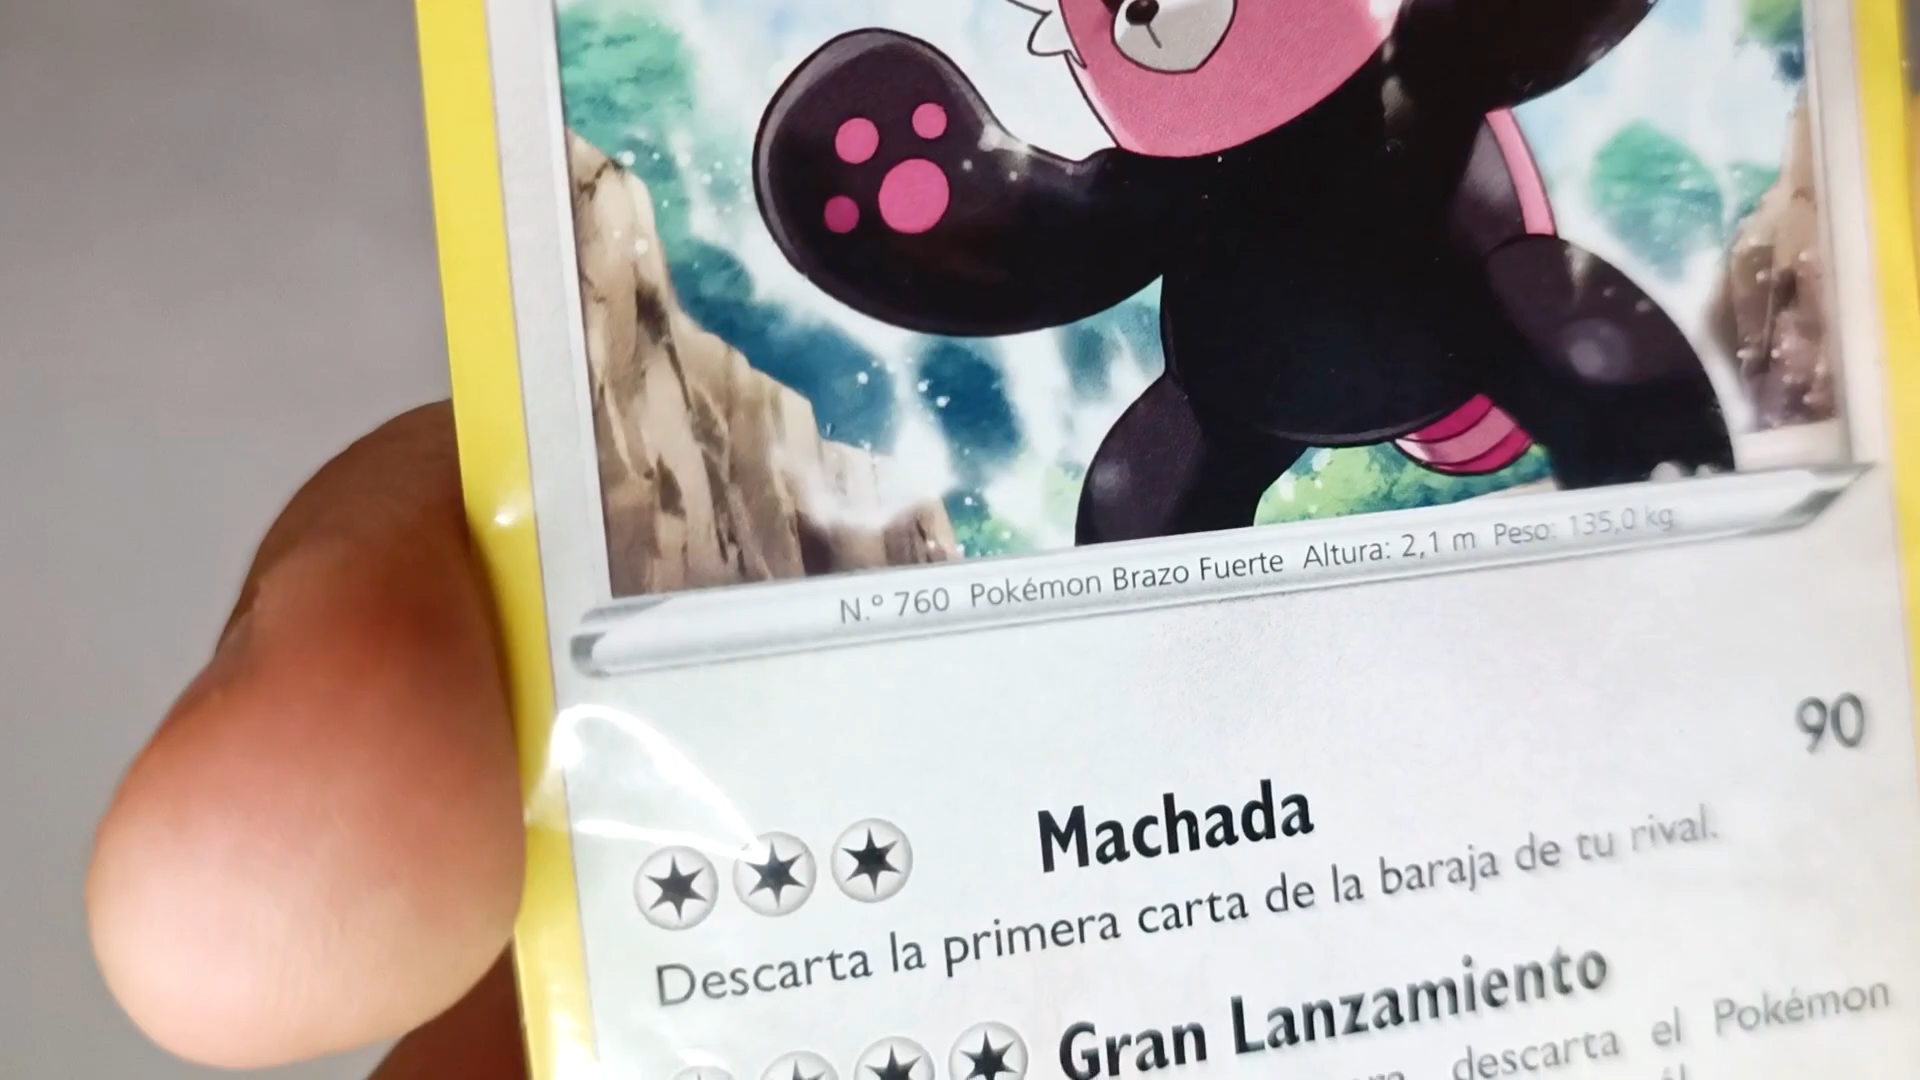 N.º 760 Pokémon Brazo Fuerte Altura: 2,1 m Peso: 135,0 kg
Machada 90
Descarta la primera carta de la baraja de tu rival.
Gran Lanzamiento
descarta el Pokémon